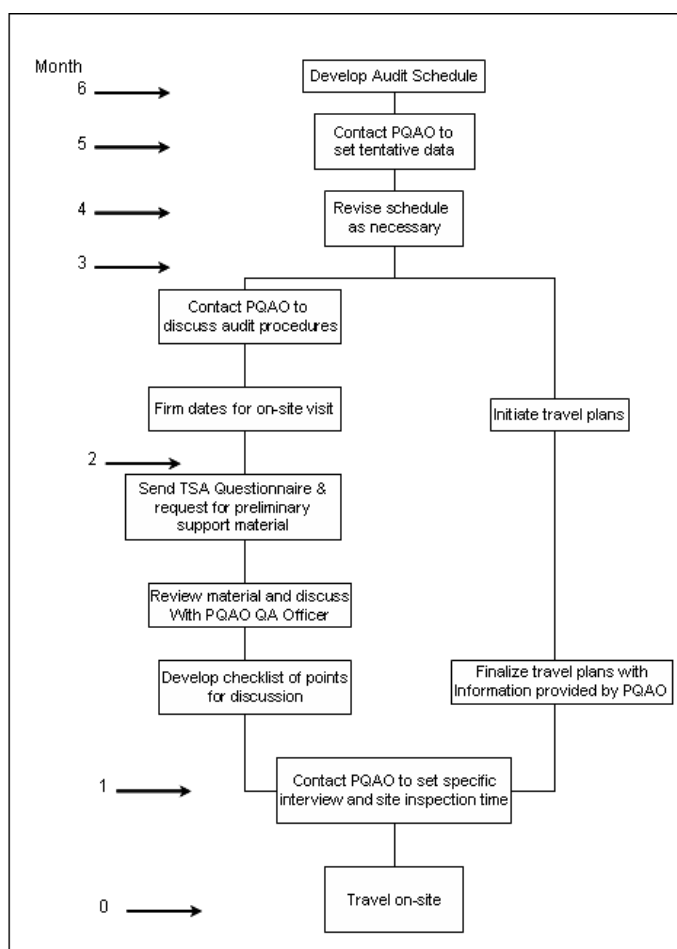 Month
6
Develop Audit Schedule
5
Contact PQAO to
set tentative data
4
Revise schedule
as necessary
3
Contact PQAO to
discuss audit procedures
Firm dates for on-site visit
Initiate travel plans
2
Send TSA Questionnaire &
request for preliminary
support material
Review material and discuss
With PQAO QA Officer
Develop checklist of points
for discussion
Finalize travel plans with
Information provided by PQAO
1
Contact PQAO to set specific
interview and site inspection time
0
Travel on-site